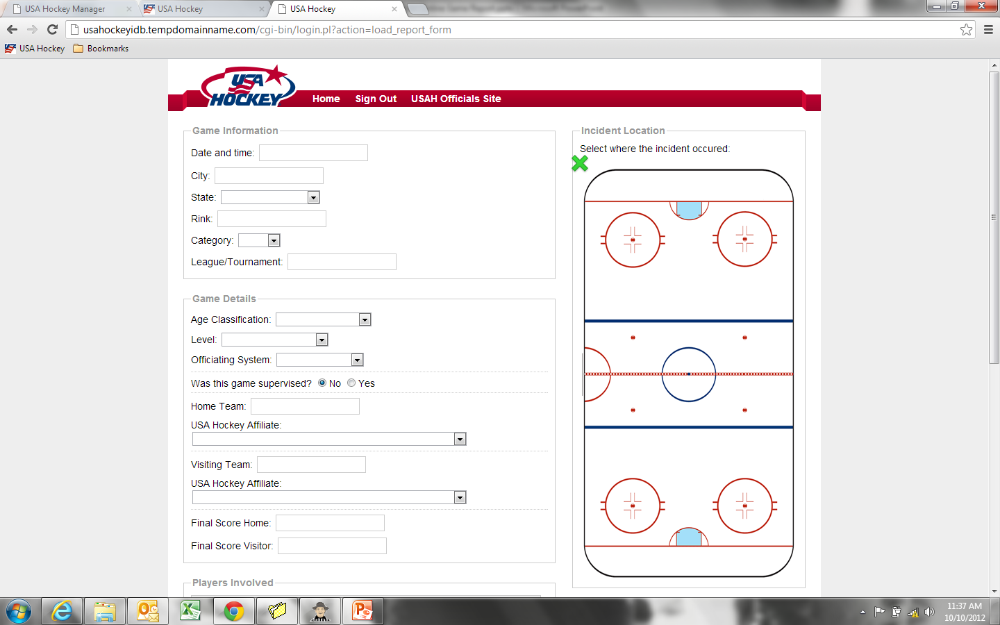 USA Hockey Manager
USA Hockey
USA Hockey
usahockeyidb.tempdomainname.com/cgi-bin/login.pl?action=load_report_form
USA Hockey
Bookmarks
USA
HOCKEY
Home
Sign Out
USAH Officials Site
Game Information
Date and time:
City:
State:
Rink:
Category:
League/Tournament:
Game Details
Age Classification:
Level:
Officiating System:
Was this game supervised? No Yes
Home Team:
USA Hockey Affiliate:
Visiting Team:
USA Hockey Affiliate:
Final Score Home:
Final Score Visitor:
Players Involved
Incident Location
Select where the incident occured:
11:37 AM
10/10/2012